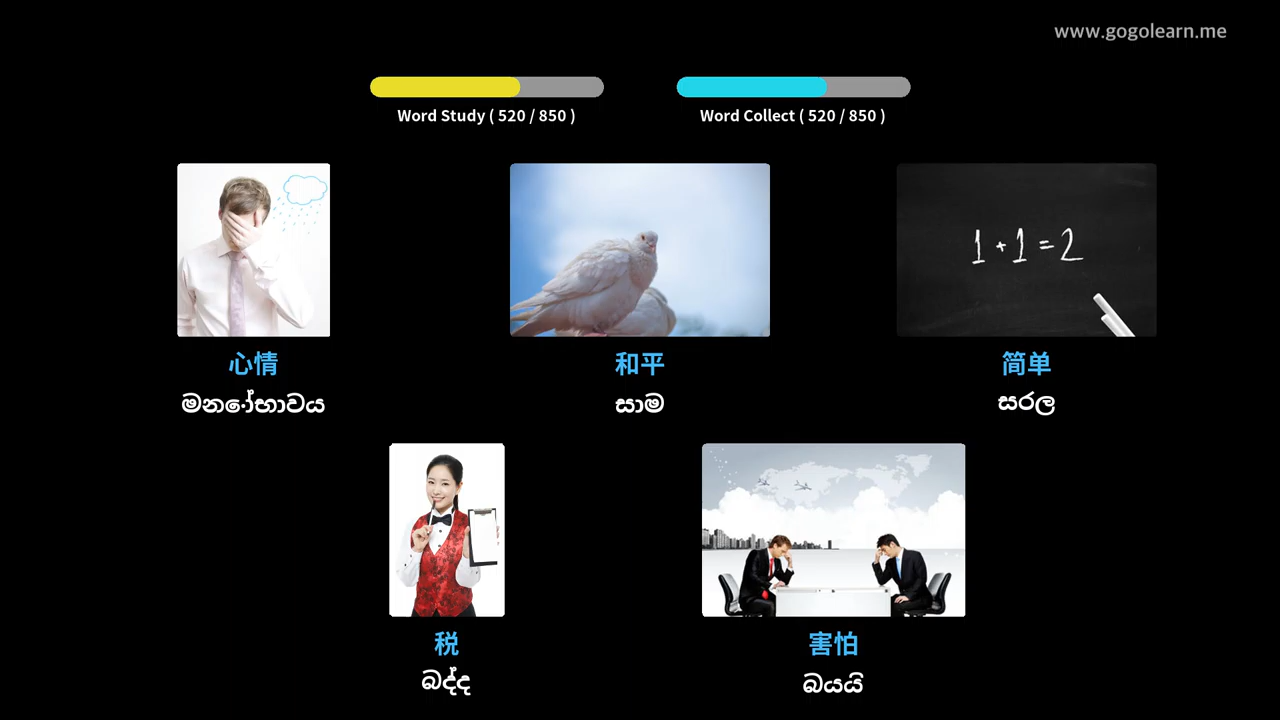 www.gogolearn.me
Word Study ( 520 / 850 )
Word Collect ( 520 / 850 )
1 + 1 = 2
心情
මනෝභාවය
和平
සාම
简单
සරල
税
බද්ද
害怕
බයයි